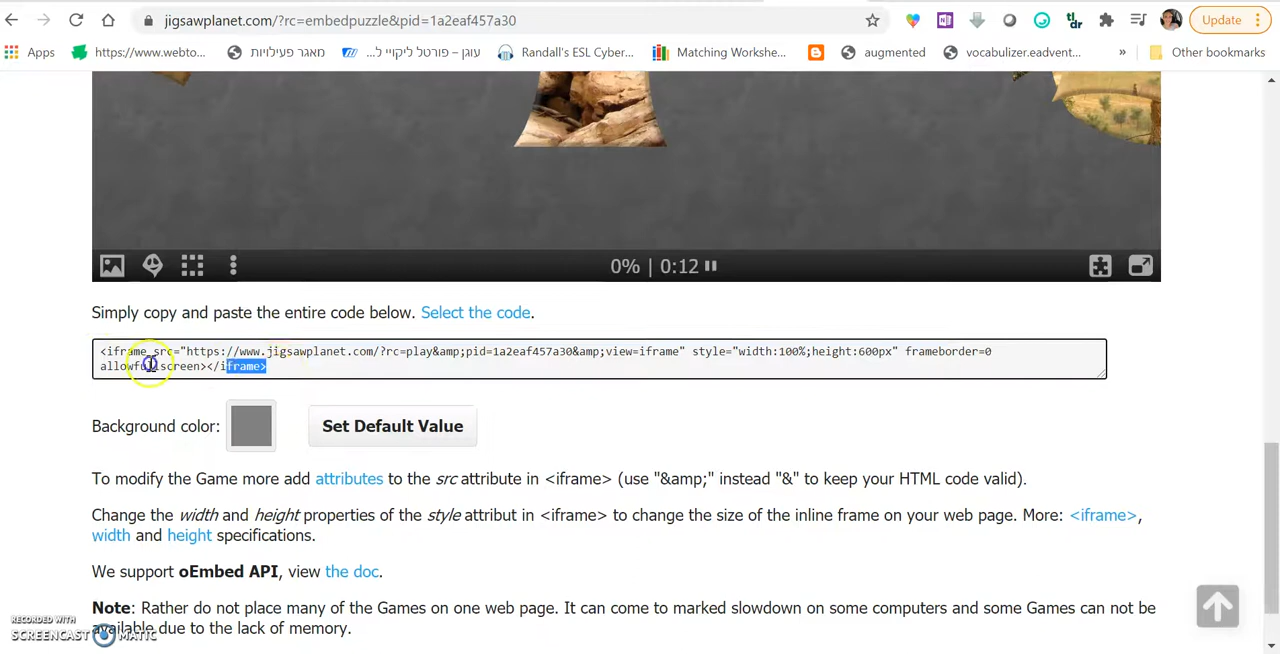 jigsawplanet.com/?rc=embedpuzzle&pid=1a2eaf457a30
Update
Apps https://www.webto... מאגר פעילויות עוגן – פורטל ליקויי ל... Randall's ESL Cyber... Matching Workshe... augmented vocabulizer.eadvent... » Other bookmarks
0% | 0:12
Simply copy and paste the entire code below. Select the code.
<iframe src="https://www.jigsawplanet.com/?rc=play&amp;pid=1a2eaf457a30&amp;view=iframe" style="width:100%;height:600px" frameborder=0
allowfullscreen></iframe>
Background color: Set Default Value
To modify the Game more add attributes to the src attribute in <iframe> (use "&amp;" instead "&" to keep your HTML code valid).
Change the width and height properties of the style attribut in <iframe> to change the size of the inline frame on your web page. More: <iframe>,
width and height specifications.
We support oEmbed API, view the doc.
Note: Rather do not place many of the Games on one web page. It can come to marked slowdown on some computers and some Games can not be
available due to the lack of memory.
RECORDED WITH
SCREENCAST MATIC